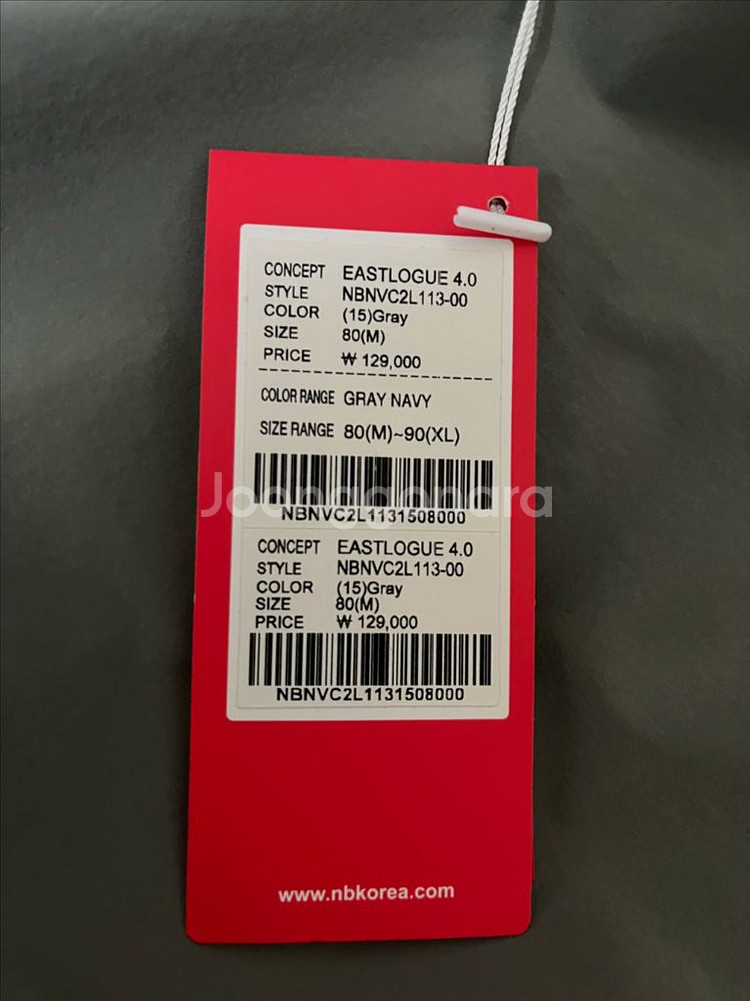 CONCEPT EASTLOGUE 4.0
STYLE NBNVC2L113-00
COLOR (15)Gray
SIZE 80(M)
PRICE ₩ 129,000
COLOR RANGE GRAY NAVY
SIZE RANGE 80(M)~90(XL)
Joonggonara
NBNVC2L1131508000
CONCEPT EASTLOGUE 4.0
STYLE NBNVC2L113-00
COLOR (15)Gray
SIZE 80(M)
PRICE ₩ 129,000
NBNVC2L1131508000
www.nbkorea.com